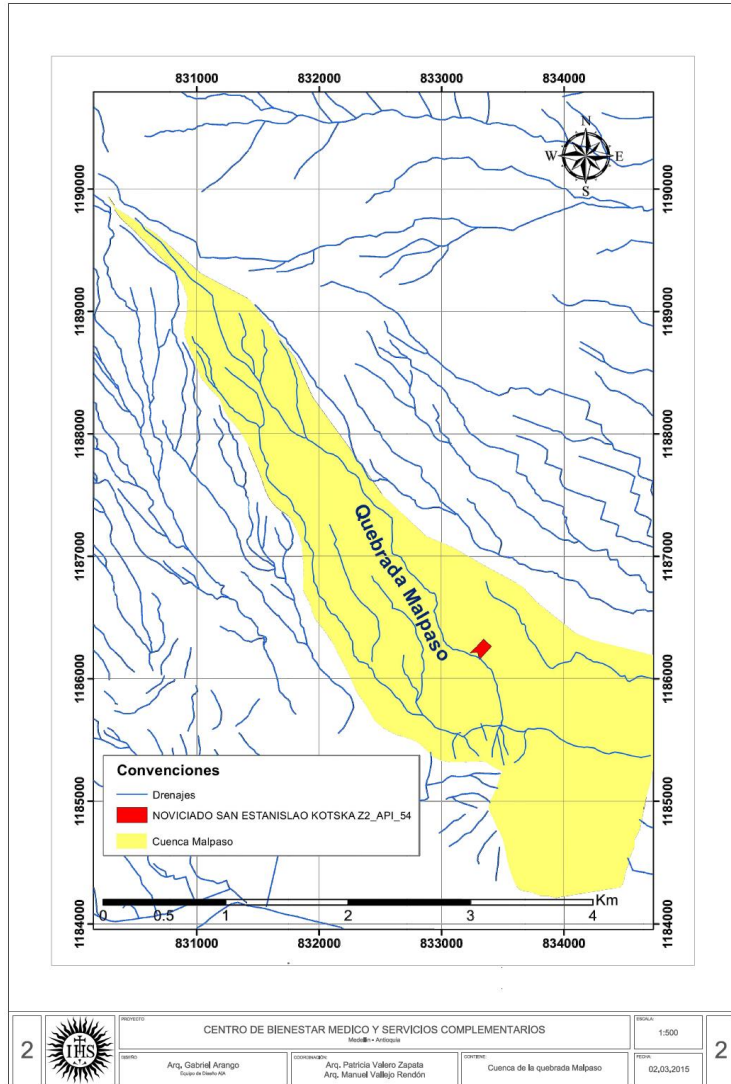 831000 832000 833000 834000
N
W E
S
1190000 1190000
1189000 1189000
1188000 1188000
1187000 1187000
Quebrada Malpaso
1186000 1186000
1185000 1185000
1184000 1184000
Convenciones
Drenajes
NOVICIADO SAN ESTANISLAO KOTSKA Z2_API_54
Cuenca Malpaso
Km
0 0.5 1 2 3 4
831000 832000 833000 834000
2
IHS
PROYECTO
CENTRO DE BIENESTAR MEDICO Y SERVICIOS COMPLEMENTARIOS
Medellín - Antioquia
ESCALA:
1:500
2
DISEÑO
Arq. Gabriel Arango
Equipo de Diseño AIA
COORDINACIÓN:
Arq. Patricia Valero Zapata
Arq. Manuel Vallejo Rendón
CONTIENE:
Cuenca de la quebrada Malpaso
FECHA:
02,03,2015